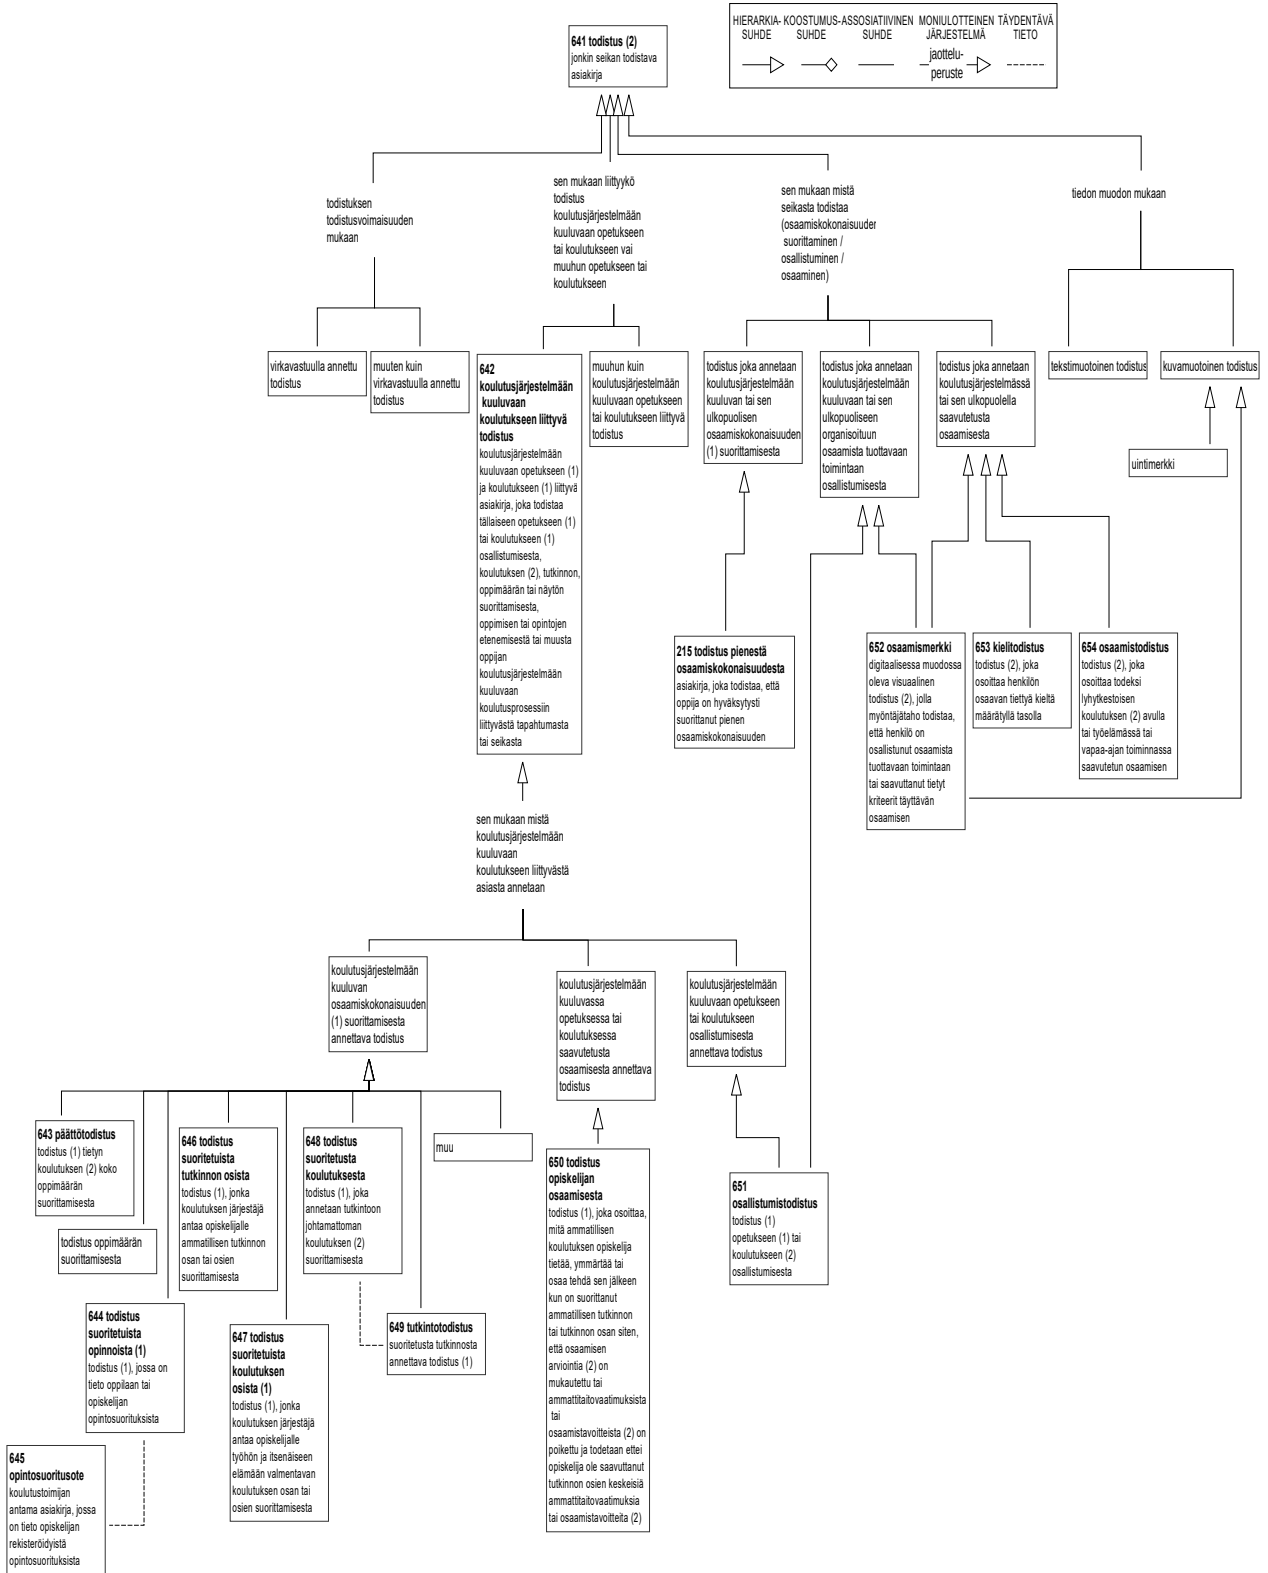 HIERARKIA-
SUHDE
KOOSTUMUS-
SUHDE
ASSOSIATIIVINEN
SUHDE
MONIULOTTEINEN
JÄRJESTELMÄ
TÄYDENTÄVÄ
TIETO
jaottelu-
peruste
641 todistus (2)
jonkin seikan todistava
asiakirja
todistuksen
todistusvoimaisuuden
mukaan
sen mukaan liittyykö
todistus
koulutusjärjestelmään
kuuluvaan opetukseen
tai koulutukseen vai
muuhun opetukseen tai
koulutukseen
sen mukaan mistä
seikasta todistaa
(osaamiskokonaisuuden
suorittaminen /
osallistuminen /
osaaminen)
tiedon muodon mukaan
virkavastuulla annettu
todistus
muuten kuin
virkavastuulla annettu
todistus
642
koulutusjärjestelmään
kuuluvaan
koulutukseen liittyvä
todistus
koulutusjärjestelmään
kuuluvaan opetukseen (1)
ja koulutukseen (1) liittyvä
asiakirja, joka todistaa
tällaiseen opetukseen (1)
tai koulutukseen (1)
osallistumisesta,
koulutuksen (2), tutkinnon,
oppimäärän tai näytön
suorittamisesta,
oppimisen tai opintojen
etenemisestä tai muusta
oppijan
koulutusjärjestelmään
kuuluvaan
koulutusprosessiin
liittyvästä tapahtumasta
tai seikasta
muuhun kuin
koulutusjärjestelmään
kuuluvaan opetukseen
tai koulutukseen liittyvä
todistus
todistus joka annetaan
koulutusjärjestelmään
kuuluvan tai sen
ulkopuolisen
osaamiskokonaisuuden
(1) suorittamisesta
todistus joka annetaan
koulutusjärjestelmään
kuuluvaan tai sen
ulkopuoliseen
organisoituun
osaamista tuottavaan
toimintaan
osallistumisesta
todistus joka annetaan
koulutusjärjestelmässä
tai sen ulkopuolella
saavutetusta
osaamisesta
tekstimuotoinen todistus
kuvamuotoinen todistus
uintimerkki
215 todistus pienestä
osaamiskokonaisuudesta
asiakirja, joka todistaa, että
oppija on hyväksytysti
suorittanut pienen
osaamiskokonaisuuden
652 osaamismerkki
digitaalisessa muodossa
oleva visuaalinen
todistus (2), jolla
myöntäjätaho todistaa,
että henkilö on
osallistunut osaamista
tuottavaan toimintaan
tai saavuttanut tietyt
kriteerit täyttävän
osaamisen
653 kielitodistus
todistus (2), joka
osoittaa henkilön
osaavan tiettyä kieltä
määrätyllä tasolla
654 osaamistodistus
todistus (2), joka
osoittaa todeksi
lyhytkestoisen
koulutuksen (2) avulla
tai työelämässä tai
vapaa-ajan toiminnassa
saavutetun osaamisen
sen mukaan mistä
koulutusjärjestelmään
kuuluvaan
koulutukseen liittyvästä
asiasta annetaan
koulutusjärjestelmään
kuuluvan
osaamiskokonaisuuden
(1) suorittamisesta
annettava todistus
koulutusjärjestelmään
kuuluvassa
opetuksessa tai
koulutuksessa
saavutetusta
osaamisesta annettava
todistus
koulutusjärjestelmään
kuuluvaan opetukseen
tai koulutukseen
osallistumisesta
annettava todistus
643 päättötodistus
todistus (1) tietyn
koulutuksen (2) koko
oppimäärän
suorittamisesta
todistus oppimäärän
suorittamisesta
646 todistus
suoritetuista
tutkinnon osista
todistus (1), jonka
koulutuksen järjestäjä
antaa opiskelijalle
ammatillisen tutkinnon
osan tai osien
suorittamisesta
648 todistus
suoritetusta
koulutuksesta
todistus (1), joka
annetaan tutkintoon
johtamattoman
koulutuksen (2)
suorittamisesta
muu
650 todistus
opiskelijan
osaamisesta
todistus (1), joka osoittaa,
mitä ammatillisen
koulutuksen opiskelija
tietää, ymmärtää tai
osaa tehdä sen jälkeen
kun on suorittanut
ammatillisen tutkinnon
tai tutkinnon osan siten,
että osaamisen
arviointia (2) on
mukautettu tai
ammattitaitovaatimuksista
tai
osaamistavoitteista (2) on
poikettu ja todetaan ettei
opiskelija ole saavuttanut
tutkinnon osien keskeisiä
ammattitaitovaatimuksia
tai osaamistavoitteita (2)
651
osallistumistodistus
todistus (1)
opetukseen (1) tai
koulutukseen (2)
osallistumisesta
644 todistus
suoritetuista
opinnoista (1)
todistus (1), jossa on
tieto oppilaan tai
opiskelijan
opintosuorituksista
647 todistus
suoritetuista
koulutuksen
osista (1)
todistus (1), jonka
koulutuksen järjestäjä
antaa opiskelijalle
työhön ja itsenäiseen
elämään valmentavan
koulutuksen osan tai
osien suorittamisesta
649 tutkintotodistus
suoritetusta tutkinnosta
annettava todistus (1)
645
opintosuoritusote
koulutustoimijan
antama asiakirja, jossa
on tieto opiskelijan
rekisteröidyistä
opintosuorituksista